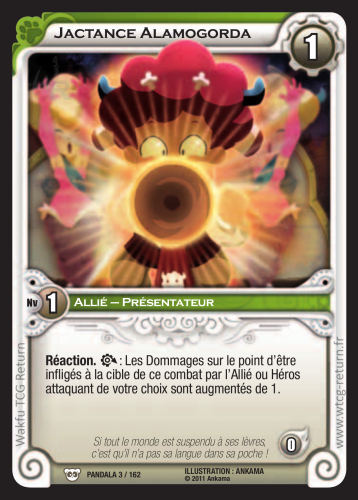 Jactance Alamogorda
1
Nv 1 Allié – Présentateur
Réaction. : Les Dommages sur le point d'être
infligés à la cible de ce combat par l'Allié ou Héros
attaquant de votre choix sont augmentés de 1.
Si tout le monde est suspendu à ses lèvres,
c'est qu'il n'a pas sa langue dans sa poche !
0
PANDALA 3 / 162
ILLUSTRATION : ANKAMA
© 2011 Ankama
Wakfu TCG Return
www.wtcg-return.fr